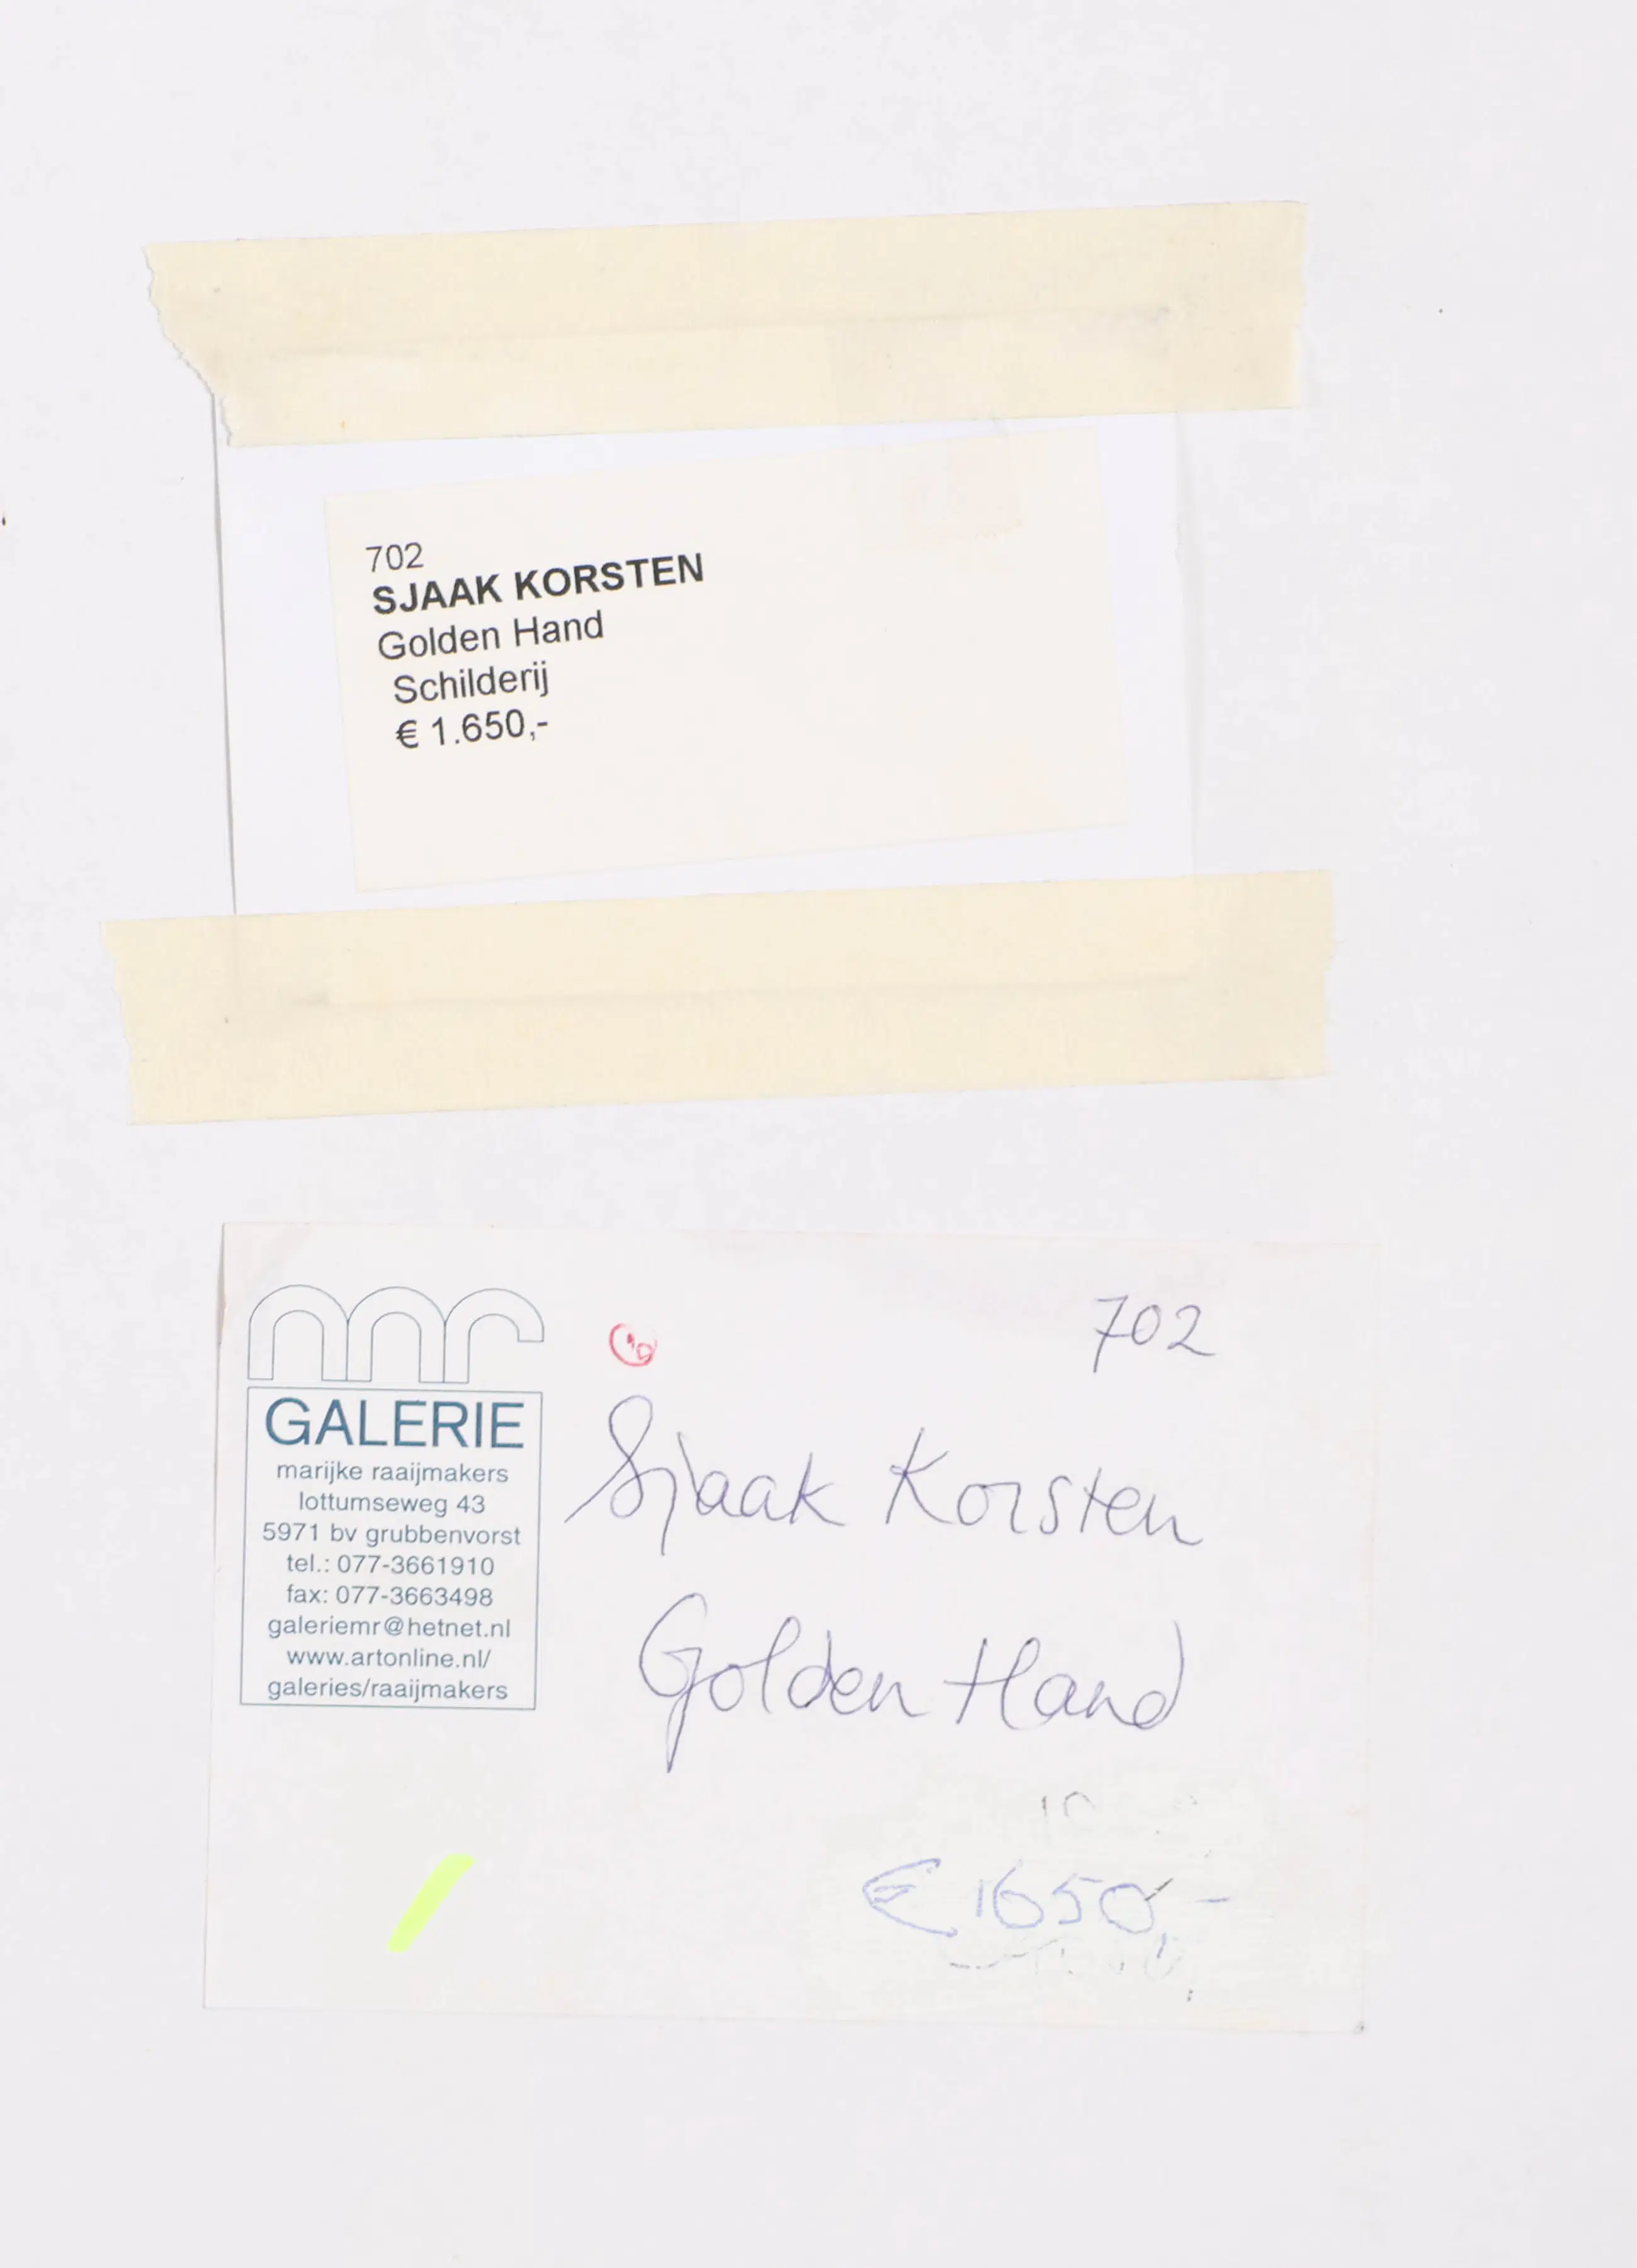 702
SJAAK KORSTEN
Golden Hand
Schilderij
€ 1.650,-
mr
GALERIE
marijke raaijmakers
lottumseweg 43
5971 bv grubbenvorst
tel.: 077-3661910
fax: 077-3663498
galeriemr@hetnet.nl
www.artonline.nl/
galeries/raaijmakers
702
Sjaak Korsten
Golden Hand
€ 1650,-